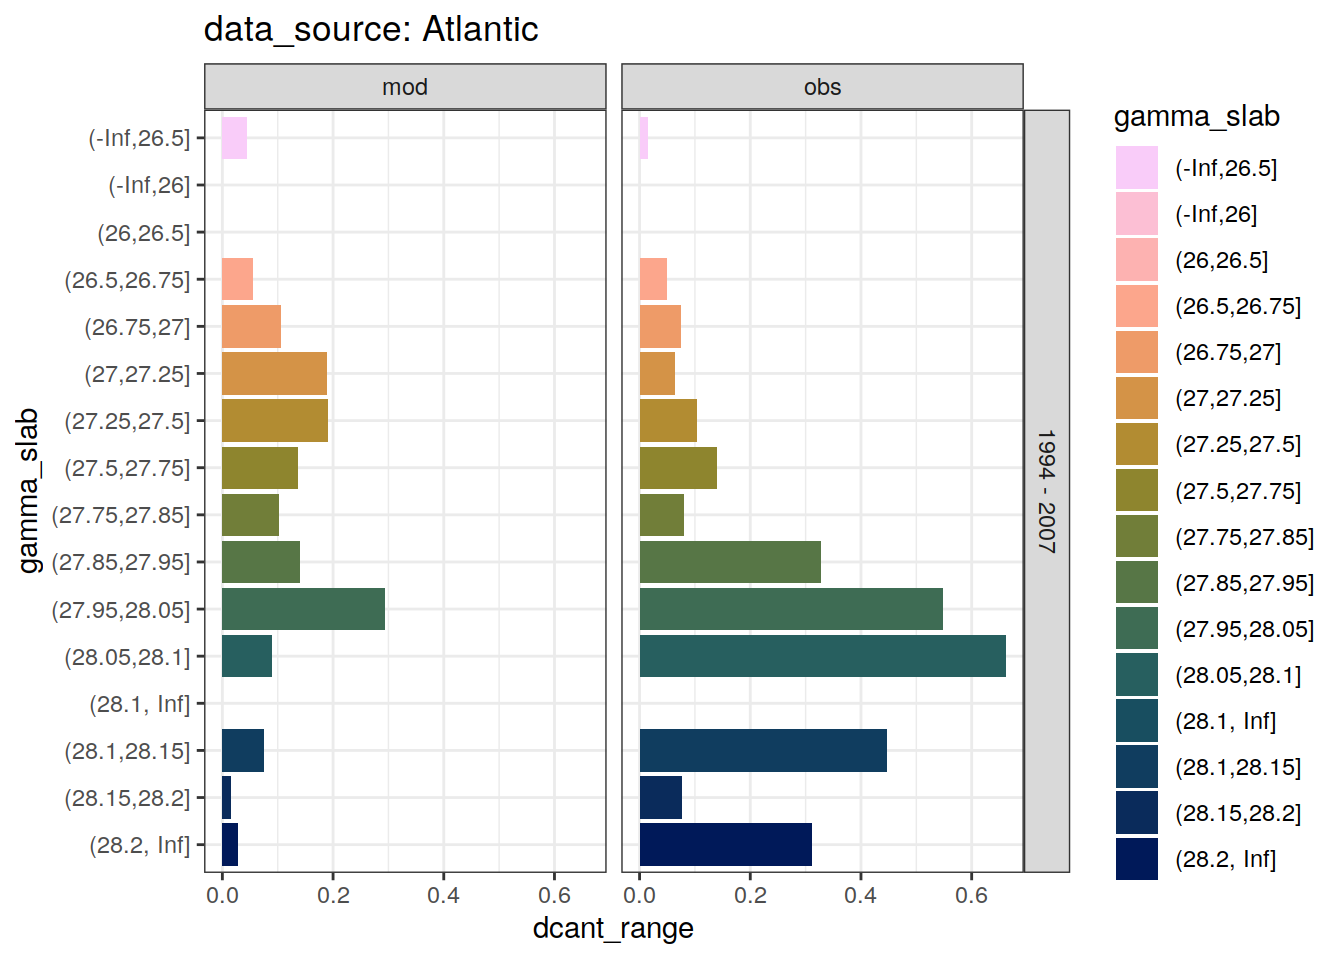 data_source: Atlantic
mod
obs
gamma_slab
(-Inf,26.5]
(-Inf,26]
(26,26.5]
(26.5,26.75]
(26.75,27]
(27,27.25]
(27.25,27.5]
(27.5,27.75]
(27.75,27.85]
(27.85,27.95]
(27.95,28.05]
(28.05,28.1]
(28.1, Inf]
(28.1,28.15]
(28.15,28.2]
(28.2, Inf]
0.0 0.2 0.4 0.6
0.0 0.2 0.4 0.6
dcant_range
1994 - 2007
gamma_slab
(-Inf,26.5]
(-Inf,26]
(26,26.5]
(26.5,26.75]
(26.75,27]
(27,27.25]
(27.25,27.5]
(27.5,27.75]
(27.75,27.85]
(27.85,27.95]
(27.95,28.05]
(28.05,28.1]
(28.1, Inf]
(28.1,28.15]
(28.15,28.2]
(28.2, Inf]